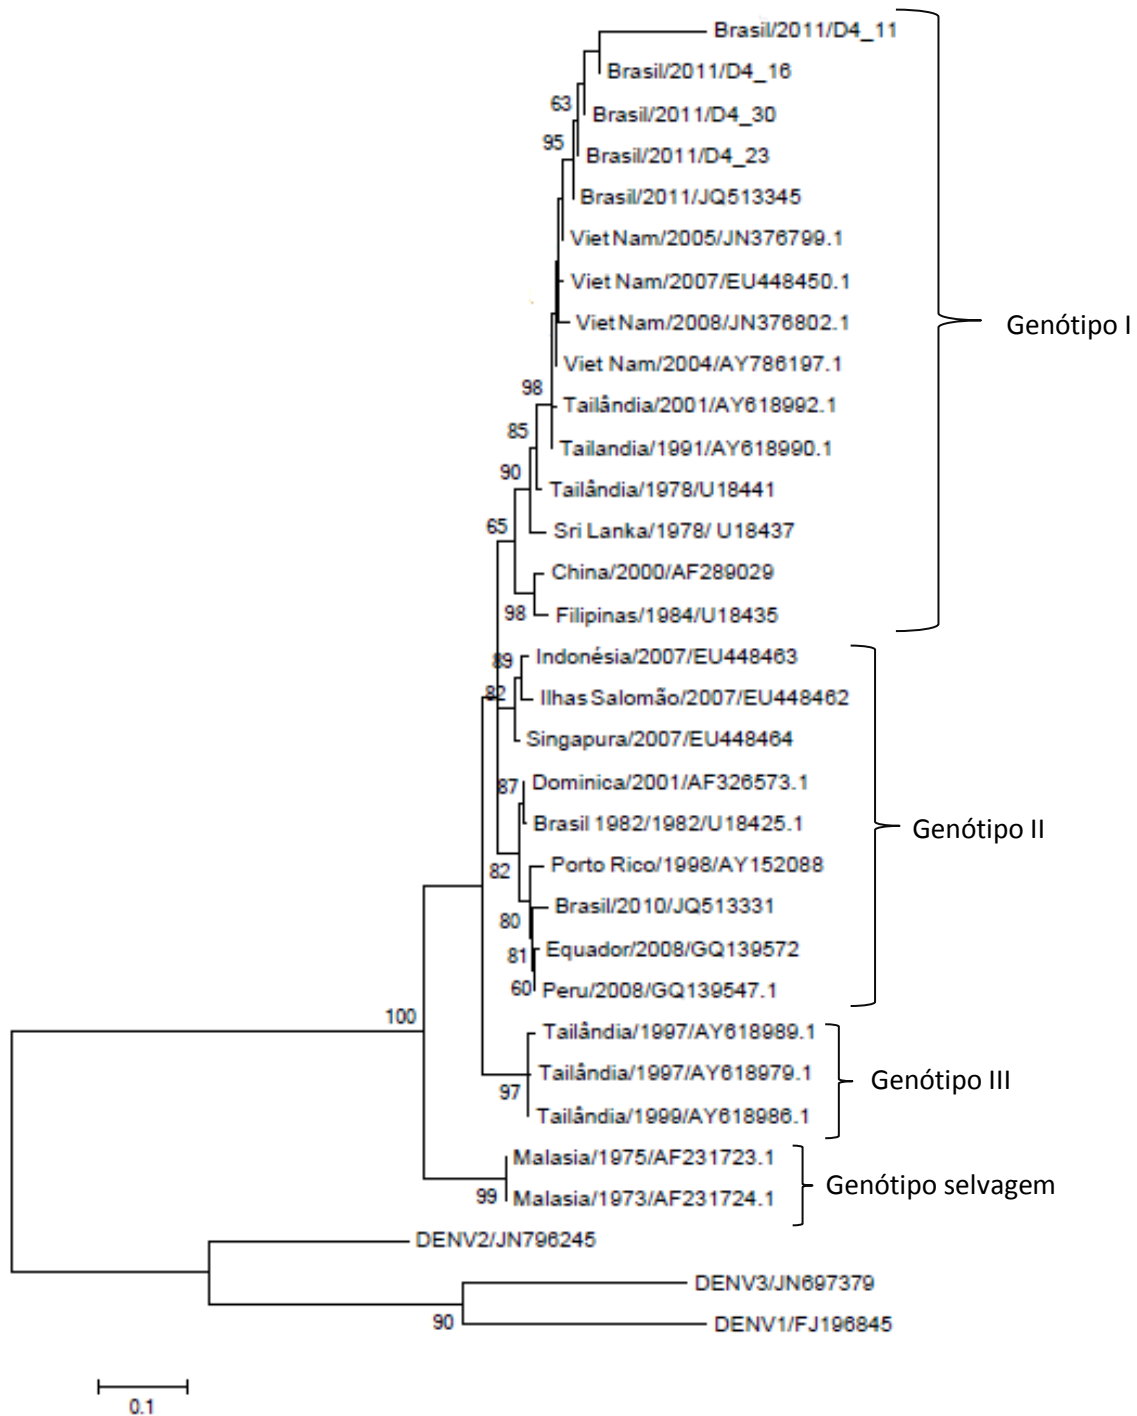 Brasil/2011/D4_11
Brasil/2011/D4_16
63
Brasil/2011/D4_30
95
Brasil/2011/D4_23
Brasil/2011/JQ513345
Viet Nam/2005/JN376799.1
Viet Nam/2007/EU448450.1
Viet Nam/2008/JN376802.1
Genótipo I
Viet Nam/2004/AY786197.1
98
Tailândia/2001/AY618992.1
85
Tailandia/1991/AY618990.1
90
Tailândia/1978/U18441
65
Sri Lanka/1978/ U18437
China/2000/AF289029
98
Filipinas/1984/U18435
89
Indonésia/2007/EU448463
82
Ilhas Salomão/2007/EU448462
Singapura/2007/EU448464
87
Dominica/2001/AF326573.1
Brasil 1982/1982/U18425.1
Genótipo II
82
Porto Rico/1998/AY152088
Brasil/2010/JQ513331
80
Equador/2008/GQ139572
81
60
Peru/2008/GQ139547.1
100
Tailândia/1997/AY618989.1
Tailândia/1997/AY618979.1
Genótipo III
97
Tailândia/1999/AY618986.1
Malasia/1975/AF231723.1
Genótipo selvagem
99
Malasia/1973/AF231724.1
DENV2/JN796245
DENV3/JN697379
90
DENV1/FJ196845
0.1